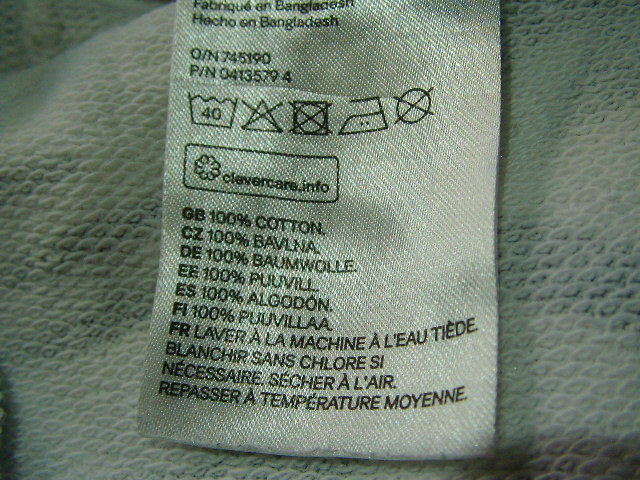 Fabriqué en Bangladesh
Hecho en Bangladesh
O/N 745190
P/N 0413579 4
40
clevercare.info
GB 100% COTTON.
CZ 100% BAVLNA.
DE 100% BAUMWOLLE.
EE 100% PUUVILL.
ES 100% ALGODÓN.
FI 100% PUUVILLAA.
FR LAVER À LA MACHINE À L'EAU TIÈDE.
BLANCHIR SANS CHLORE SI
NÉCESSAIRE. SÉCHER À L'AIR.
REPASSER À TEMPÉRATURE MOYENNE.